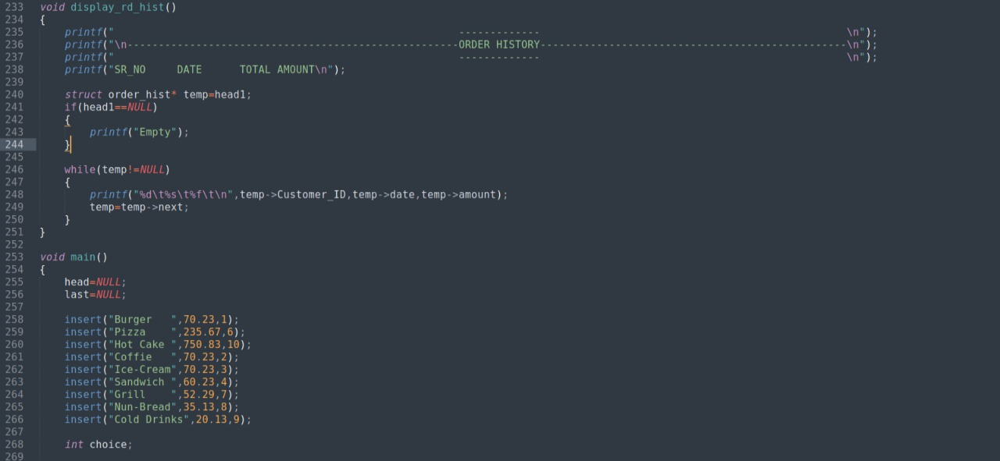 233 void display_rd_hist()
234 {
235     printf("                                                       -------------                                                 \n");
236     printf("\n-----------------------------------------------------ORDER HISTORY-------------------------------------------------\n");
237     printf("                                                       -------------                                                 \n");
238     printf("SR_NO     DATE      TOTAL AMOUNT\n");
239
240     struct order_hist* temp=head1;
241     if(head1==NULL)
242     {
243         printf("Empty");
244     }
245
246     while(temp!=NULL)
247     {
248         printf("%d\t%s\t%f\t\n",temp->Customer_ID,temp->date,temp->amount);
249         temp=temp->next;
250     }
251 }
252
253 void main()
254 {
255     head=NULL;
256     last=NULL;
257
258     insert("Burger   ",70.23,1);
259     insert("Pizza    ",235.67,6);
260     insert("Hot Cake ",750.83,10);
261     insert("Coffie   ",70.23,2);
262     insert("Ice-Cream",70.23,3);
263     insert("Sandwich ",60.23,4);
264     insert("Grill    ",52.29,7);
265     insert("Nun-Bread",35.13,8);
266     insert("Cold Drinks",20.13,9);
267
268     int choice;
269